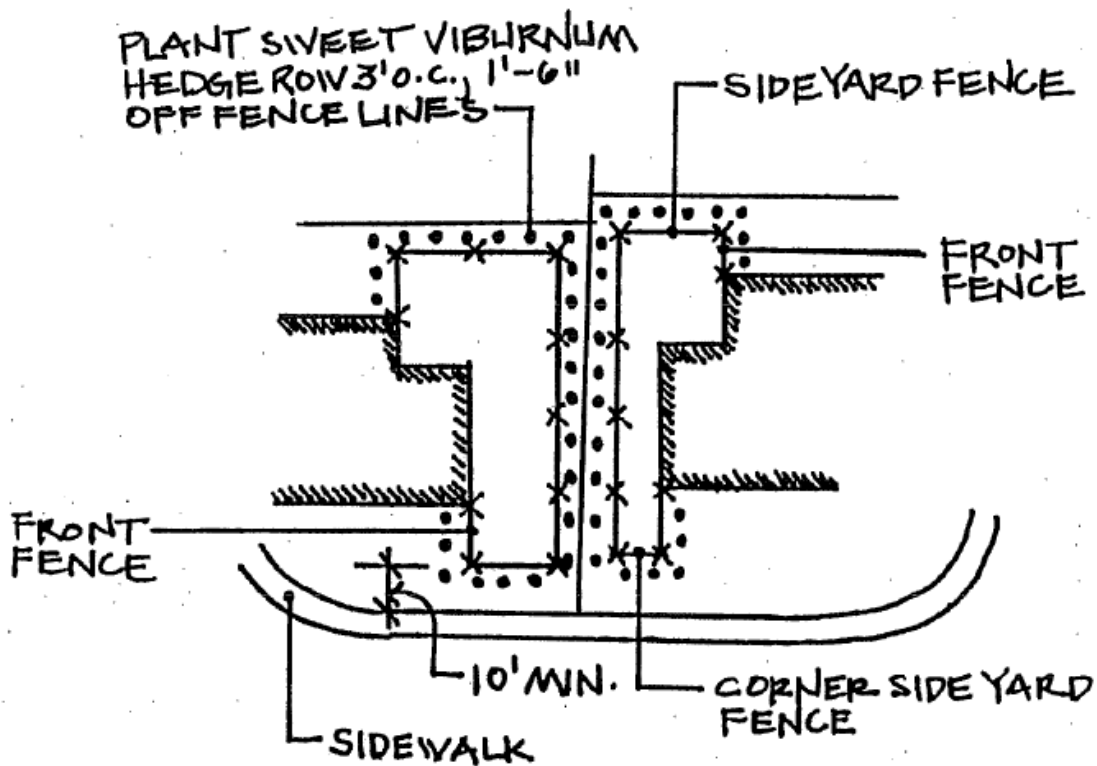 PLANT SWEET VIBURNUM
HEDGE ROW 3' O.C., 1'-6"
OFF FENCE LINES
SIDEYARD FENCE
FRONT
FENCE
FRONT
FENCE
10' MIN.
CORNER SIDE YARD
FENCE
SIDEWALK